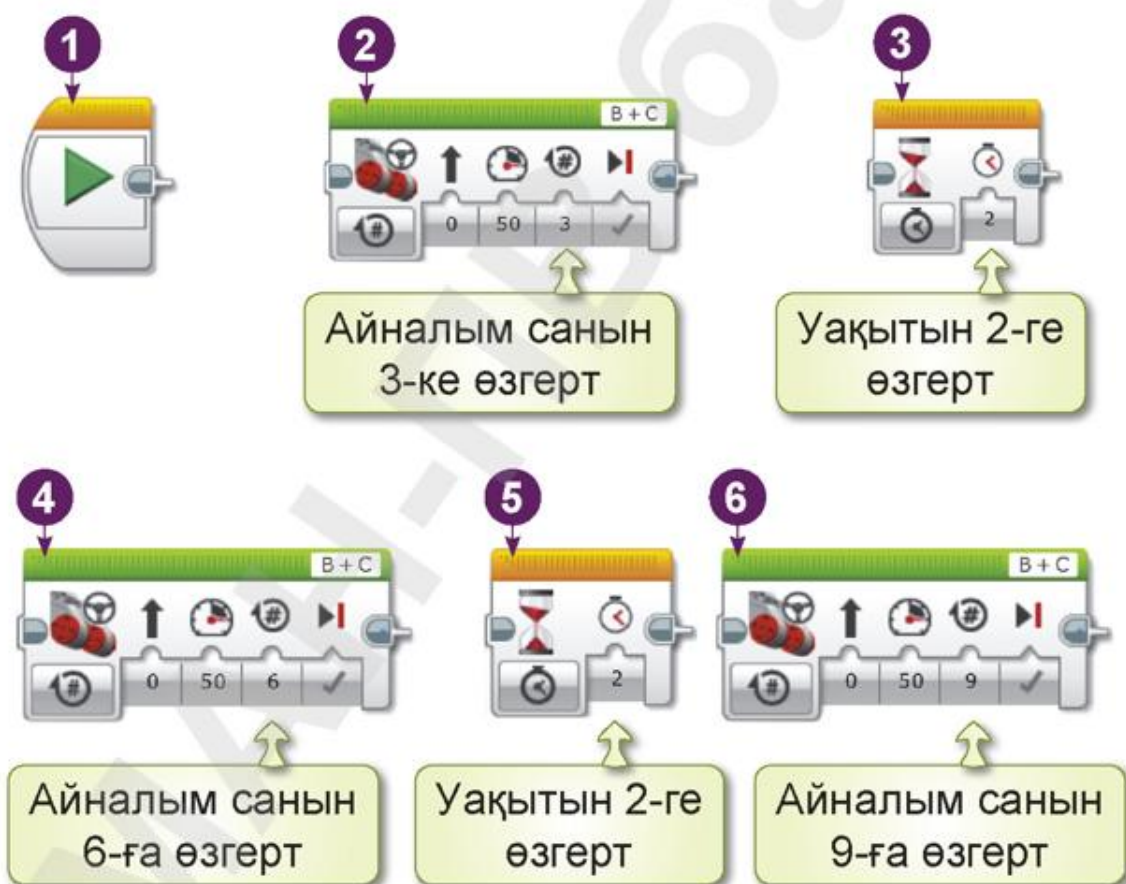 1
2
3
B + C
#
# 0 50 3
2
Айналым санын
3-ке өзгерт
Уақытын 2-ге
өзгерт
4
5
6
B + C
B + C
#
# 0 50 6
2
#
# 0 50 9
Айналым санын
6-ға өзгерт
Уақытын 2-ге
өзгерт
Айналым санын
9-ға өзгерт